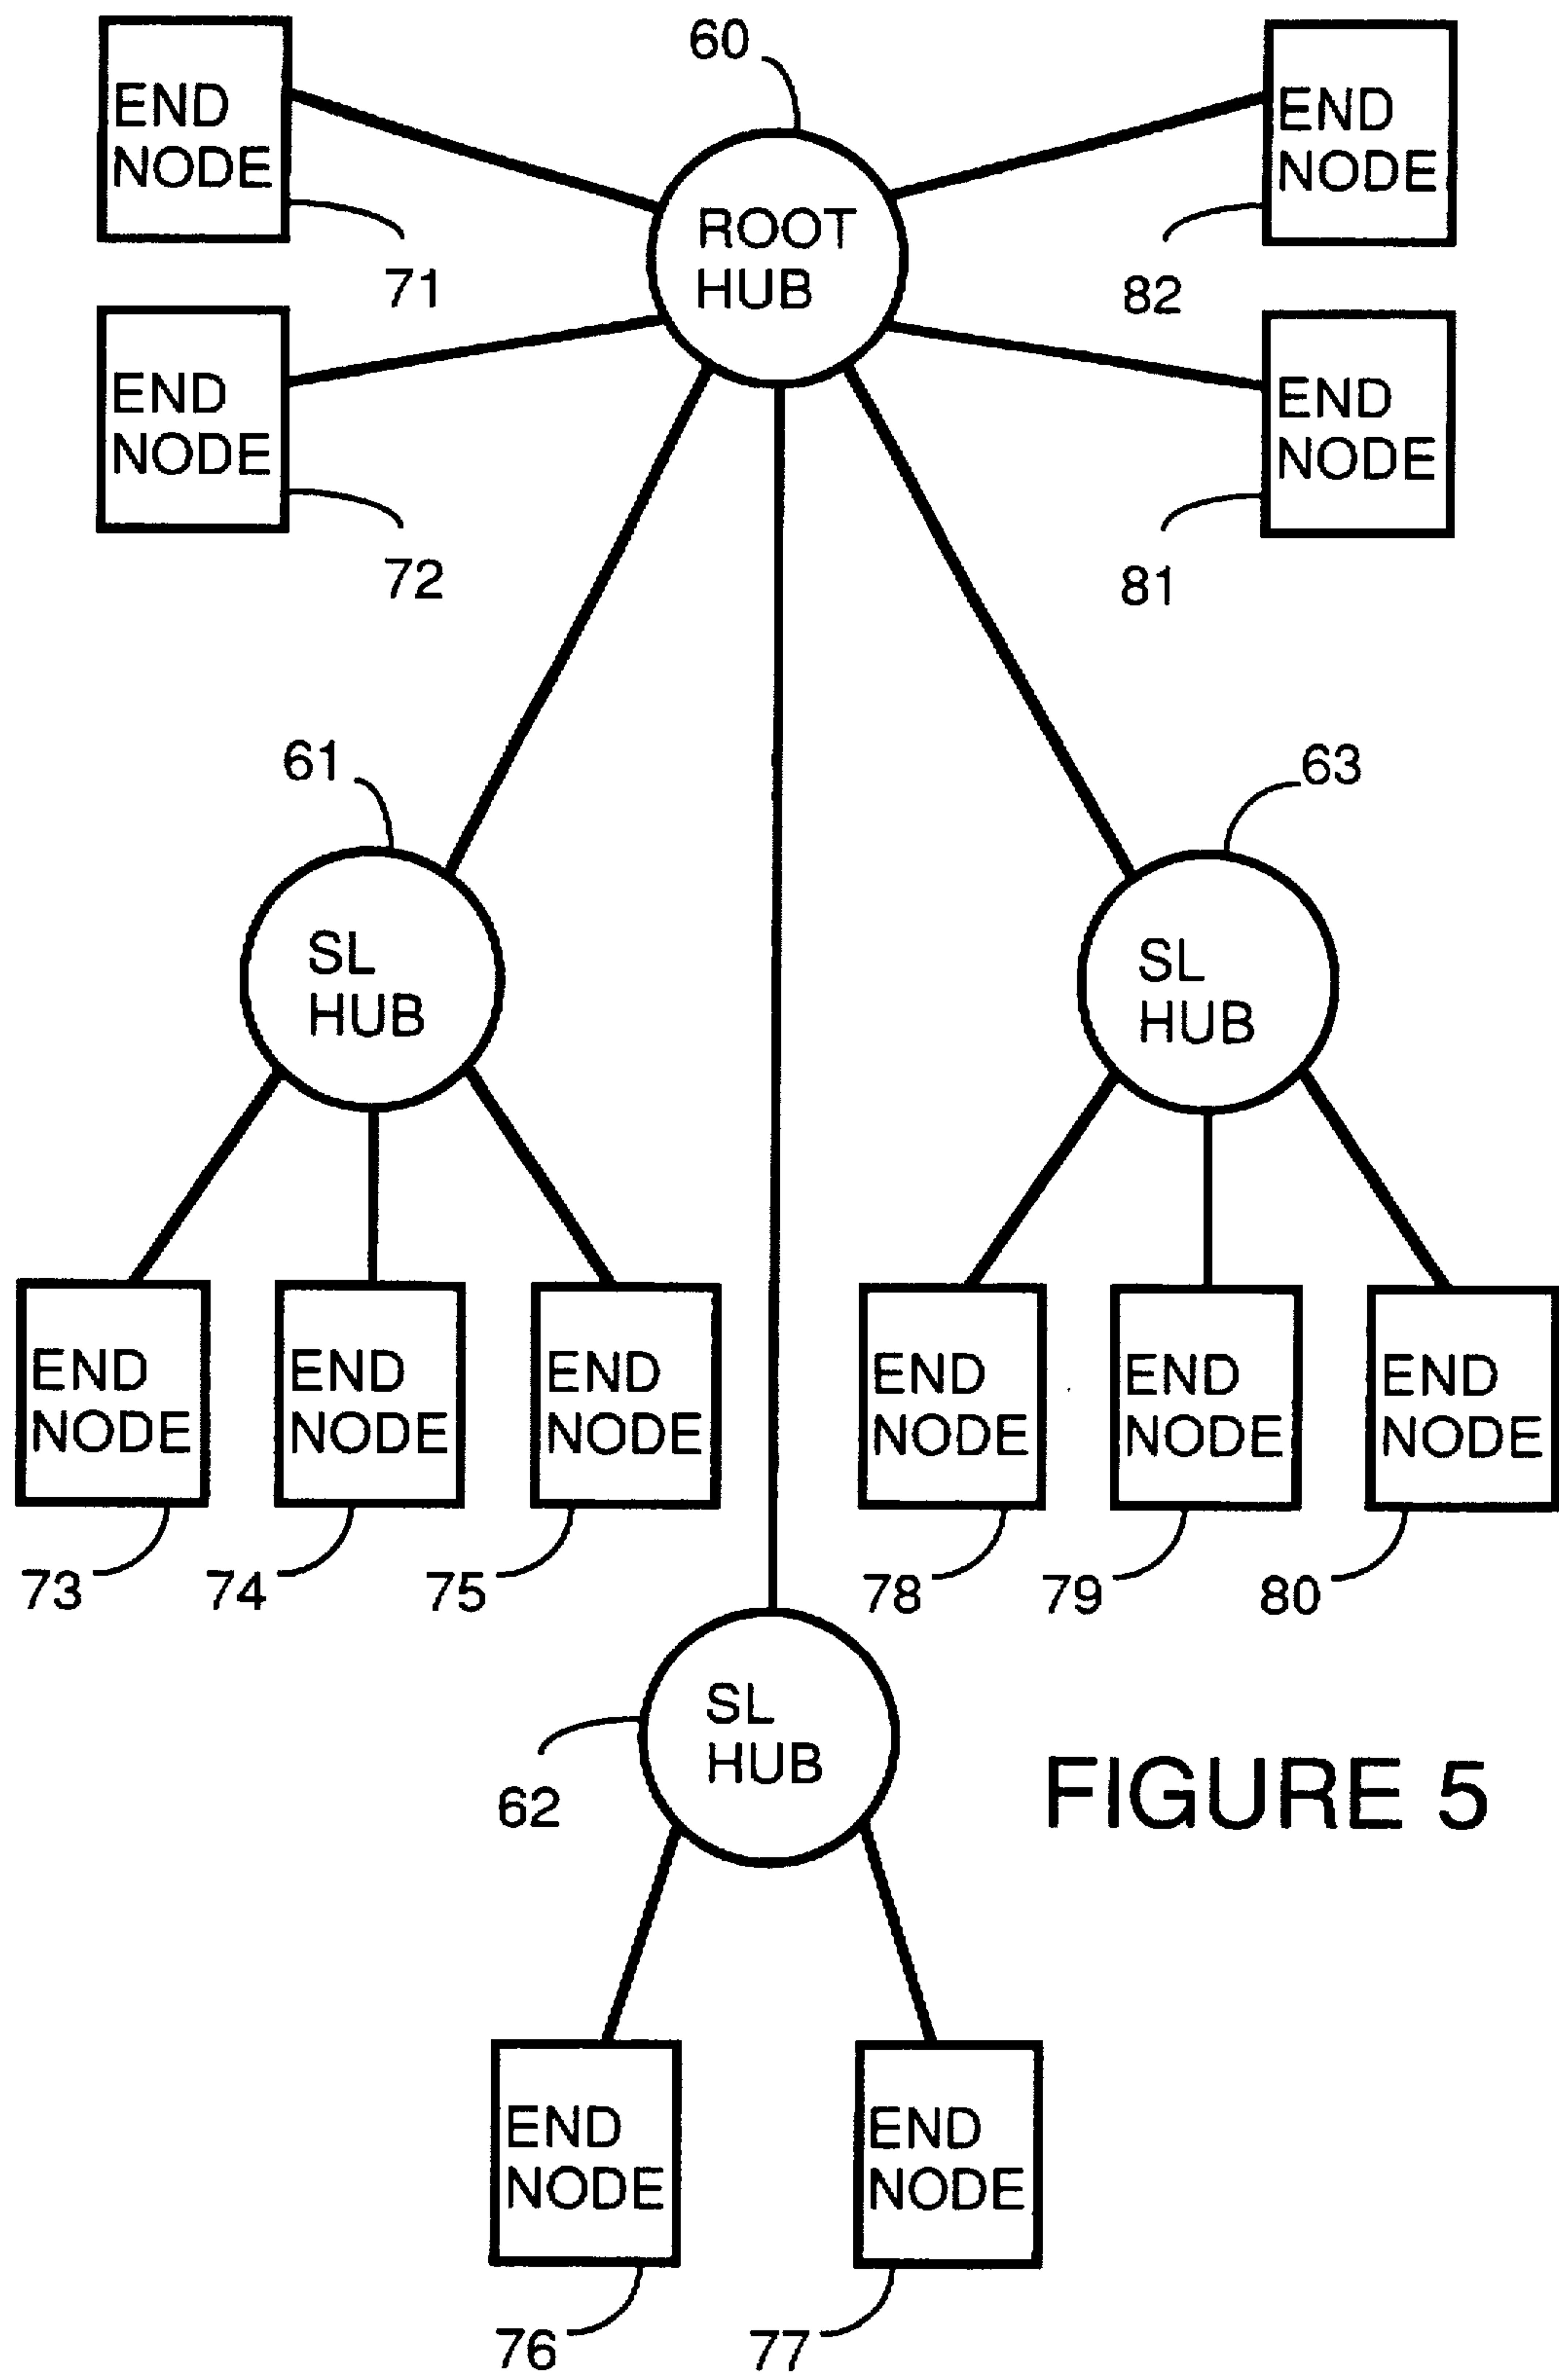 60
END
NODE
71
ROOT
HUB
END
NODE
82
END
NODE
72
END
NODE
81
61
SL
HUB
63
SL
HUB
END
NODE
73
END
NODE
74
END
NODE
75
END
NODE
78
END
NODE
79
END
NODE
80
SL
HUB
62
FIGURE 5
END
NODE
76
END
NODE
77